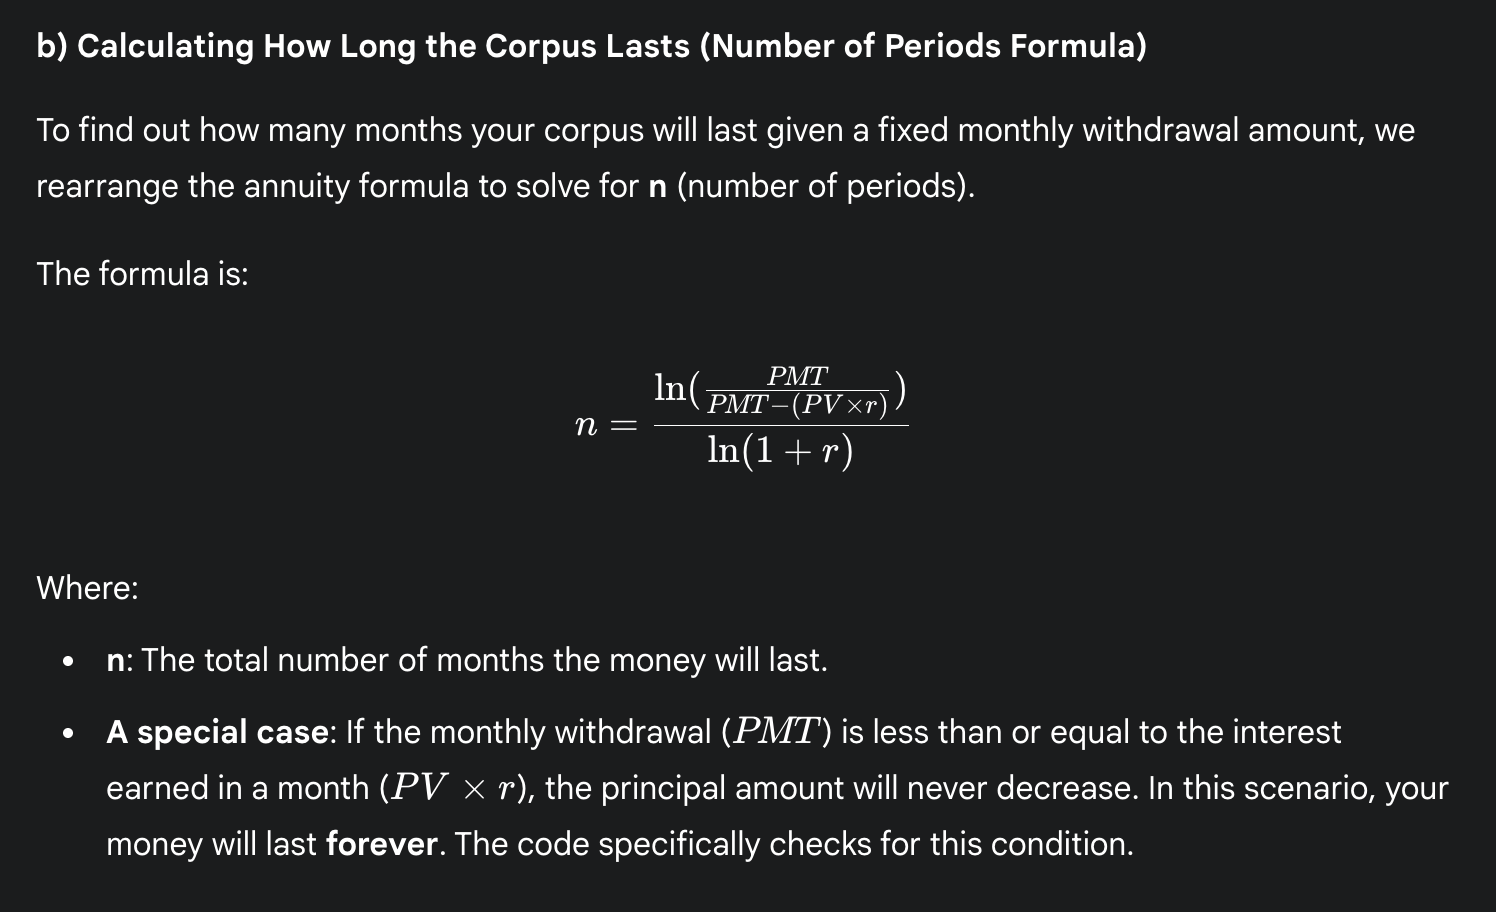 b) Calculating How Long the Corpus Lasts (Number of Periods Formula)
To find out how many months your corpus will last given a fixed monthly withdrawal amount, we
rearrange the annuity formula to solve for n (number of periods).
The formula is:
n = ln(PMT / PMT−(PV×r)) / ln(1 + r)
Where:
• n: The total number of months the money will last.
• A special case: If the monthly withdrawal (PMT) is less than or equal to the interest
earned in a month (PV × r), the principal amount will never decrease. In this scenario, your
money will last forever. The code specifically checks for this condition.